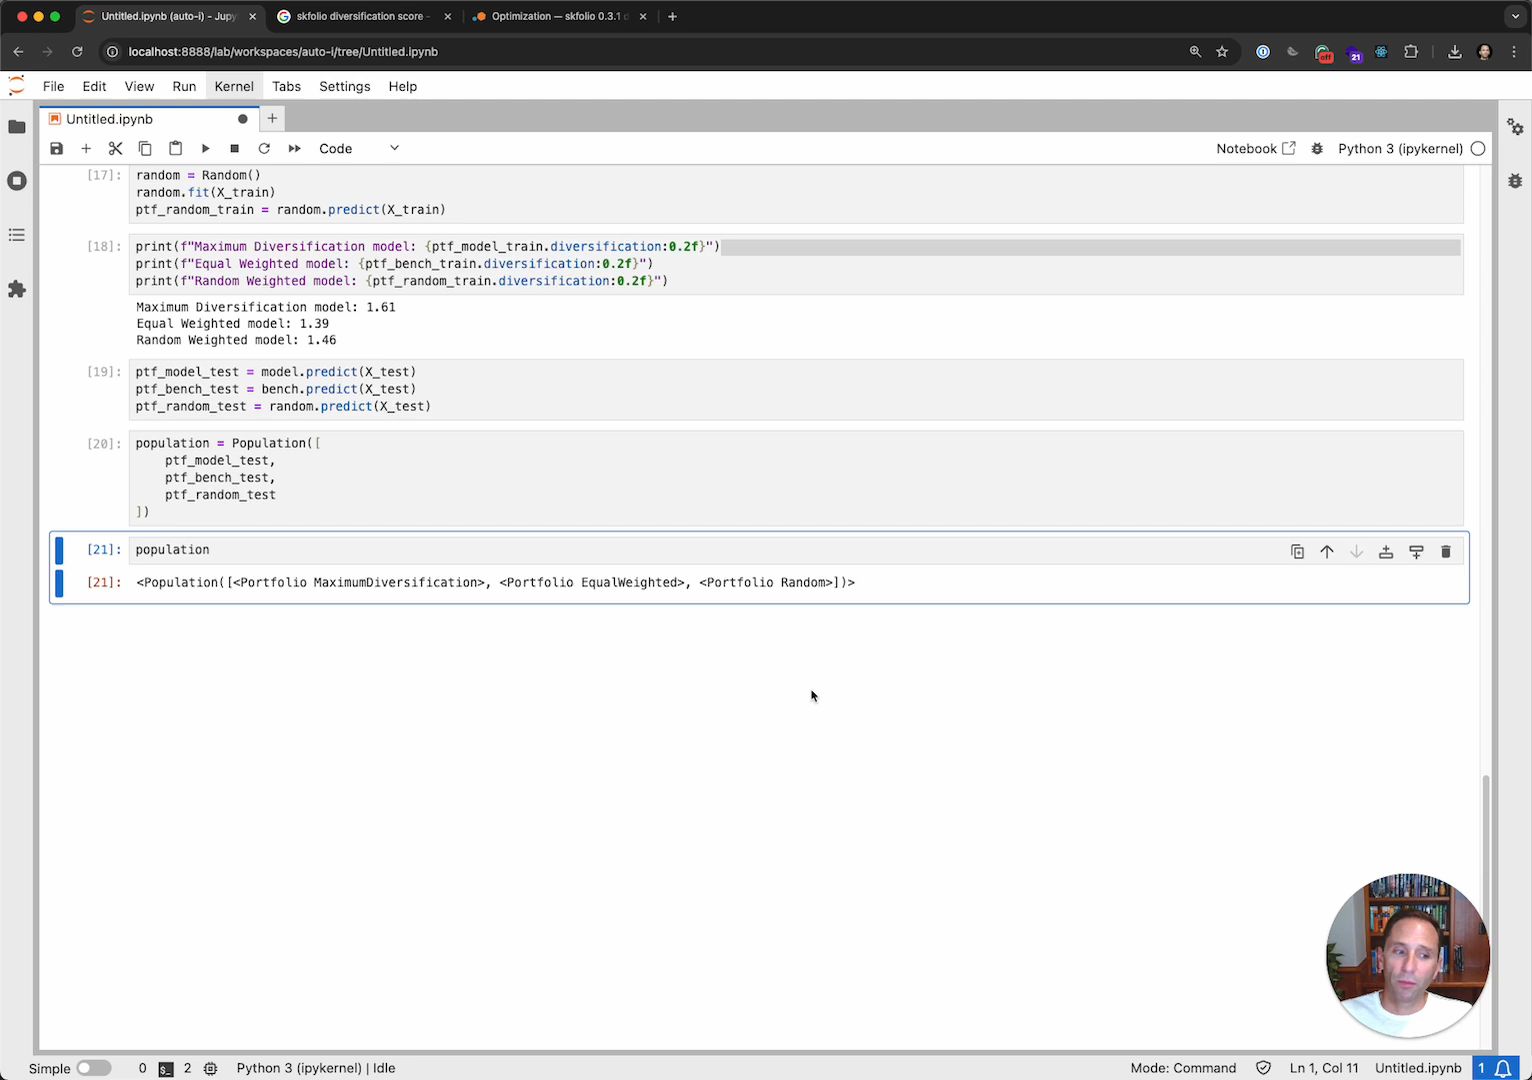 Untitled.ipynb (auto-i) - Jupy
skfolio diversification score -
Optimization — skfolio 0.3.1 d
localhost:8888/lab/workspaces/auto-i/tree/Untitled.ipynb
off
21
File Edit View Run Kernel Tabs Settings Help
Untitled.ipynb
Code
Notebook
Python 3 (ipykernel)
[17]:
random = Random()
random.fit(X_train)
ptf_random_train = random.predict(X_train)
[18]:
print(f"Maximum Diversification model: {ptf_model_train.diversification:0.2f}")
print(f"Equal Weighted model: {ptf_bench_train.diversification:0.2f}")
print(f"Random Weighted model: {ptf_random_train.diversification:0.2f}")
Maximum Diversification model: 1.61
Equal Weighted model: 1.39
Random Weighted model: 1.46
[19]:
ptf_model_test = model.predict(X_test)
ptf_bench_test = bench.predict(X_test)
ptf_random_test = random.predict(X_test)
[20]:
population = Population([
ptf_model_test,
ptf_bench_test,
ptf_random_test
])
[21]:
population
[21]:
<Population([<Portfolio MaximumDiversification>, <Portfolio EqualWeighted>, <Portfolio Random>])>
Simple
0
2
Python 3 (ipykernel) | Idle
Mode: Command
Ln 1, Col 11
Untitled.ipynb
1